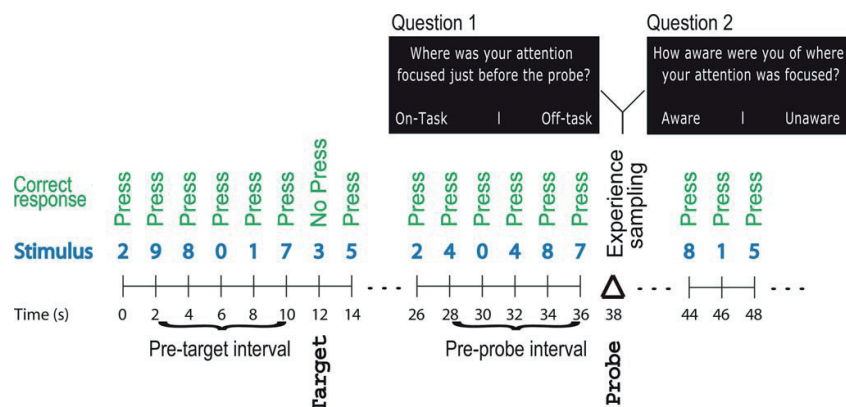 Question 1
Question 2
Where was your attention
focused just before the probe?
On-Task | Off-task
How aware were you of where
your attention was focused?
Aware | Unaware
Correct
response
Press Press Press Press Press Press No Press Press Press Press Press Press Press Press Experience
sampling
Press Press Press
Stimulus 2 9 8 0 1 7 3 5 . . . 2 4 0 4 8 7 8 1 5
Time (s) 0 2 4 6 8 10 12 14 26 28 30 32 34 36 38 44 46 48
Pre-target interval
Target
Pre-probe interval
Probe